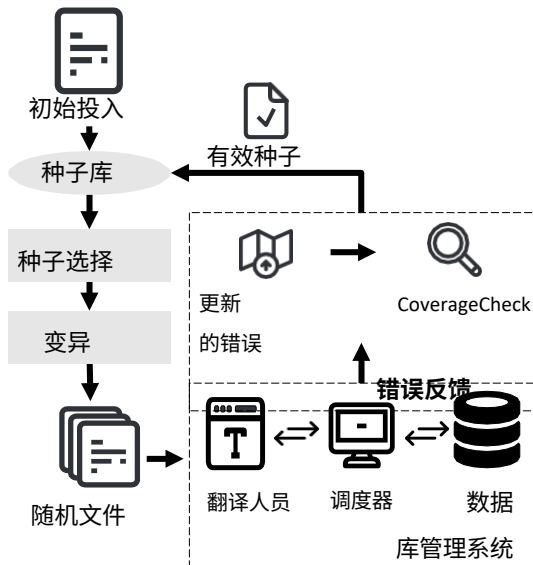 初始投入
有效种子
种子库
种子选择
更新
的错误
CoverageCheck
变异
错误反馈
T
翻译人员
调度器
数据
随机文件
库管理系统